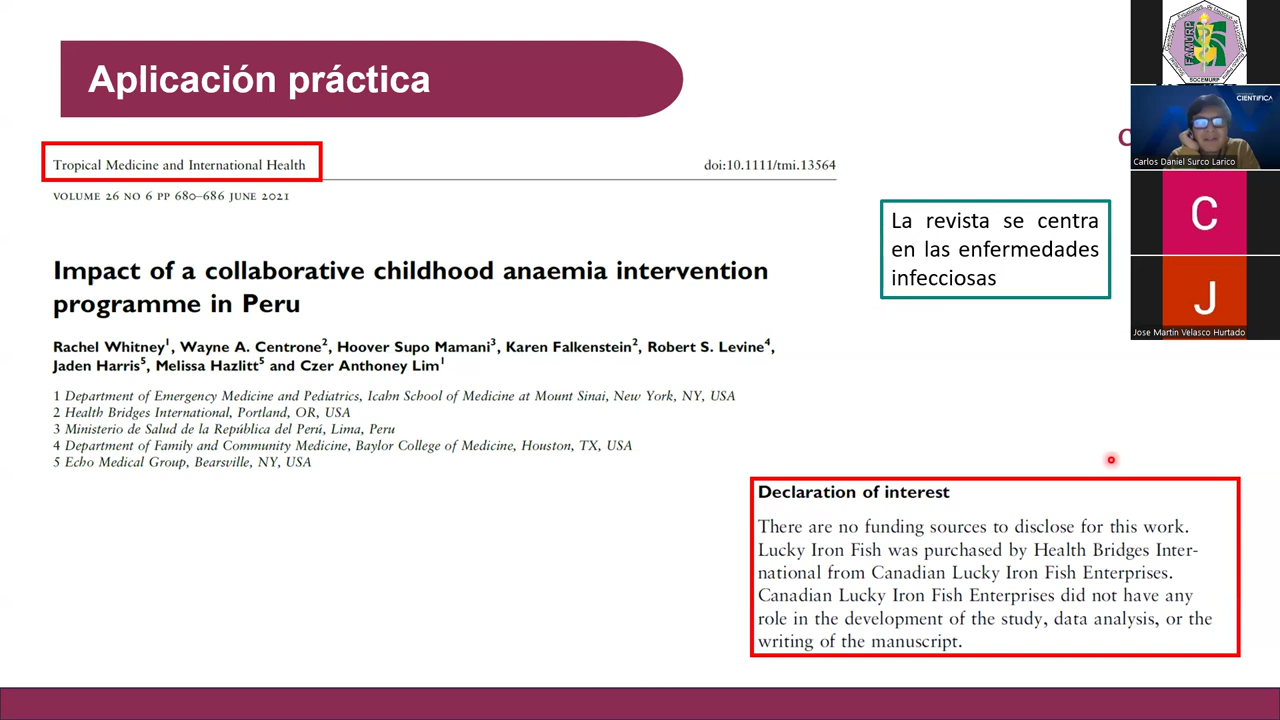 Aplicación práctica
Tropical Medicine and International Health
doi:10.1111/tmi.13564
VOLUME 26 NO 6 PP 680–686 JUNE 2021
Impact of a collaborative childhood anaemia intervention
programme in Peru
Rachel Whitney1, Wayne A. Centrone2, Hoover Supo Mamani3, Karen Falkenstein2, Robert S. Levine4,
Jaden Harris5, Melissa Hazlitt5 and Czer Anthoney Lim1
1 Department of Emergency Medicine and Pediatrics, Icahn School of Medicine at Mount Sinai, New York, NY, USA
2 Health Bridges International, Portland, OR, USA
3 Ministerio de Salud de la República del Perú, Lima, Peru
4 Department of Family and Community Medicine, Baylor College of Medicine, Houston, TX, USA
5 Echo Medical Group, Bearsville, NY, USA
La revista se centra
en las enfermedades
infecciosas
Declaration of interest
There are no funding sources to disclose for this work.
Lucky Iron Fish was purchased by Health Bridges Inter-
national from Canadian Lucky Iron Fish Enterprises.
Canadian Lucky Iron Fish Enterprises did not have any
role in the development of the study, data analysis, or the
writing of the manuscript.
FAMURP
SOCEMURP
CIENTÍFICA
Carlos Daniel Surco Larico
C
J
Jose Martin Velasco Hurtado